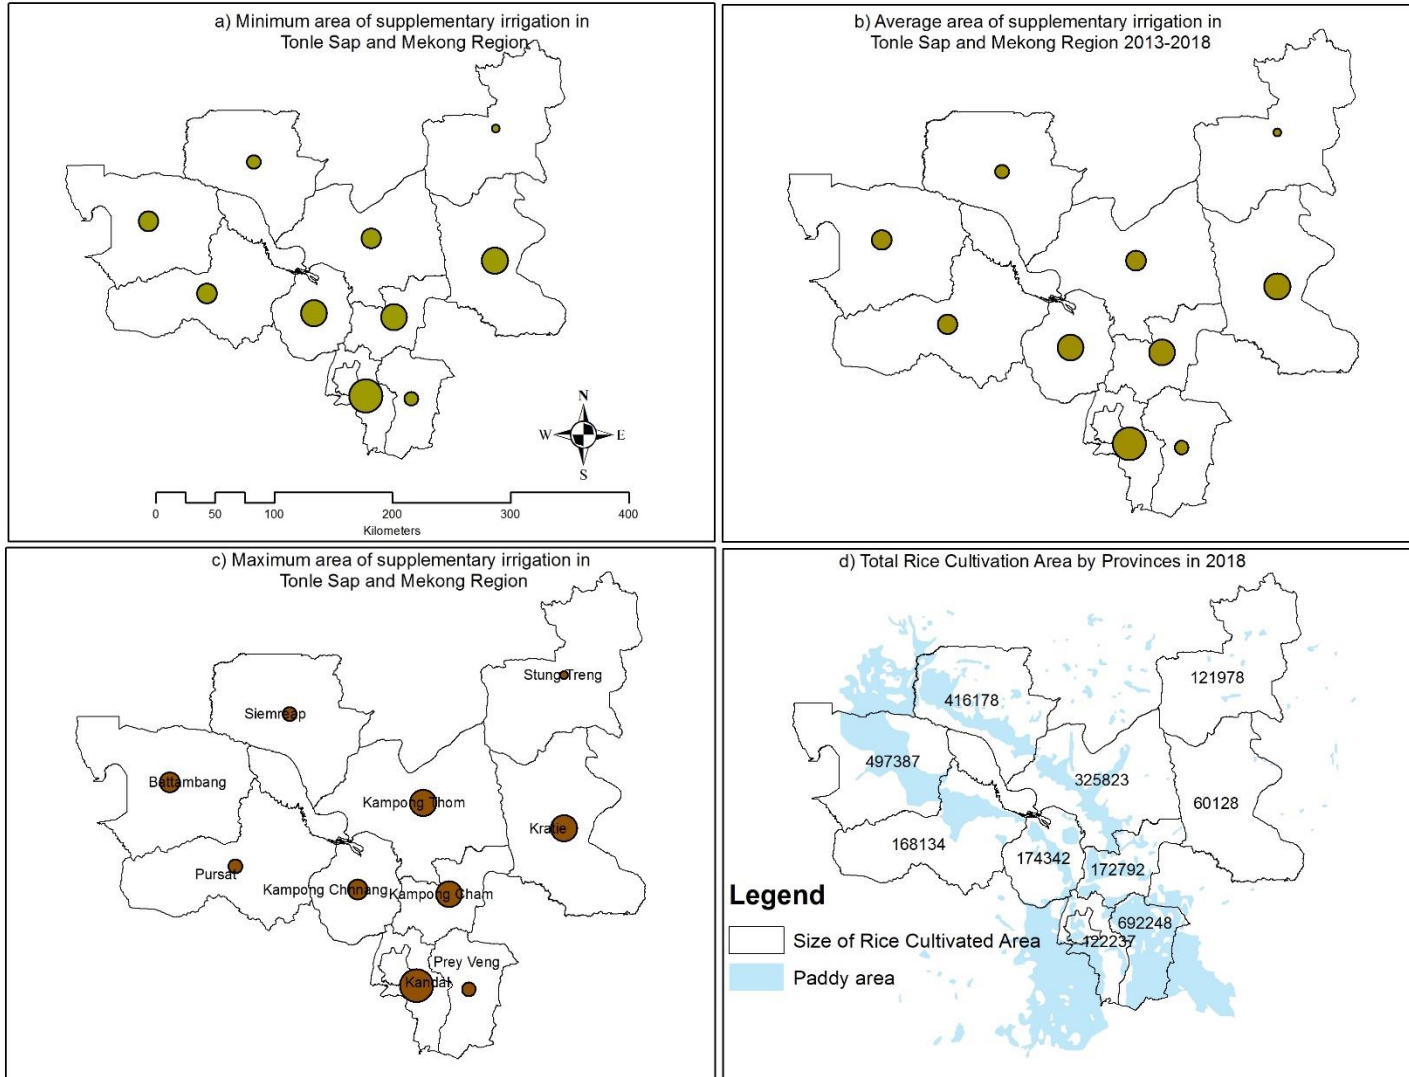 a) Minimum area of supplementary irrigation in
Tonle Sap and Mekong Region
N
W
E
S
0
50
100
200
300
400
Kilometers
b) Average area of supplementary irrigation in
Tonle Sap and Mekong Region 2013-2018
c) Maximum area of supplementary irrigation in
Tonle Sap and Mekong Region
Stung Treng
Siemreap
Battambang
Kampong Thom
Kratie
Pursat
Kampong Chnnang
Kampong Cham
Prey Veng
Kandal
d) Total Rice Cultivation Area by Provinces in 2018
121978
416178
497387
325823
60128
168134
174342
172792
692248
122237
Legend
Size of Rice Cultivated Area
Paddy area